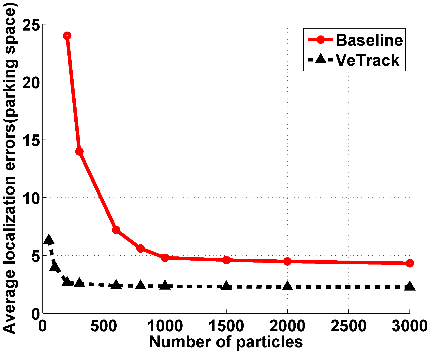 Average localization errors(parking space)
25
20
15
10
5
0
Baseline
VeTrack
0 500 1000 1500 2000 2500 3000
Number of particles